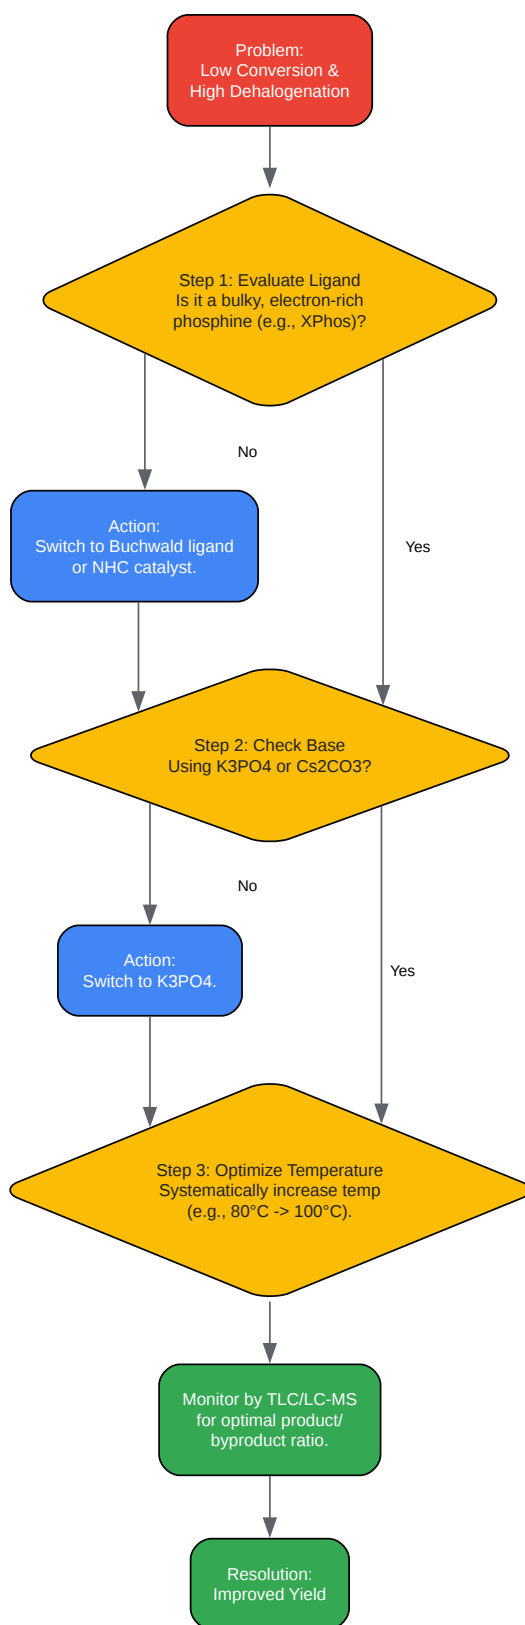 Problem:
Low Conversion &
High Dehalogenation
Step 1: Evaluate Ligand
Is it a bulky, electron-rich
phosphine (e.g., XPhos)?
No
Action:
Switch to Buchwald ligand
or NHC catalyst.
Yes
Step 2: Check Base
Using K3PO4 or Cs2CO3?
No
Action:
Switch to K3PO4.
Yes
Step 3: Optimize Temperature
Systematically increase temp
(e.g., 80°C -> 100°C).
Monitor by TLC/LC-MS
for optimal product/
byproduct ratio.
Resolution:
Improved Yield